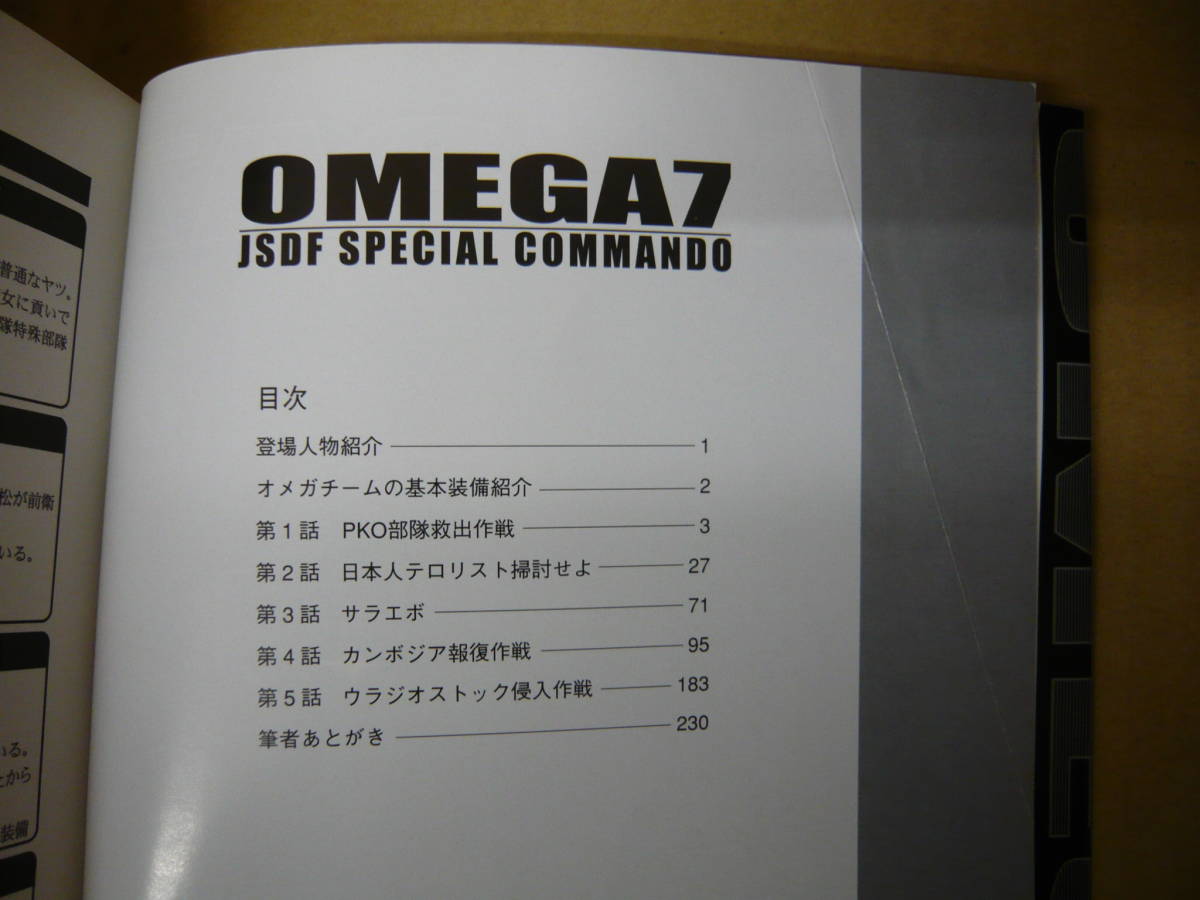 普通なヤツ。
女に貢いで
隊特殊部隊
松が前衛
いる。
いる。
から
装備
OMEGA7
JSDF SPECIAL COMMANDO
目次
登場人物紹介 1
オメガチームの基本装備紹介 2
第1話 PKO部隊救出作戦 3
第2話 日本人テロリスト掃討せよ 27
第3話 サラエボ 71
第4話 カンボジア報復作戦 95
第5話 ウラジオストック侵入作戦 183
筆者あとがき 230